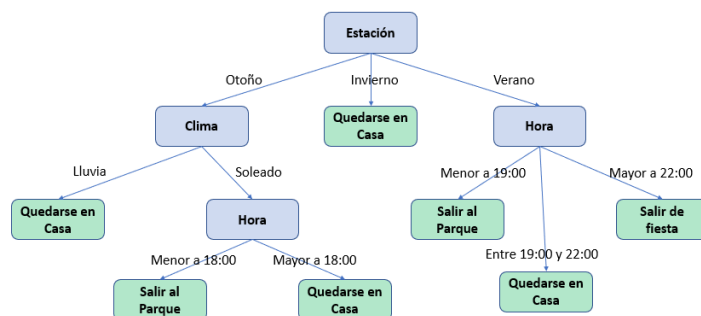 Estación
Otoño
Invierno
Verano
Clima
Quedarse en
Casa
Hora
Lluvia
Soleado
Menor a 19:00
Mayor a 22:00
Quedarse en
Casa
Hora
Salir al
Parque
Salir de
fiesta
Entre 19:00 y 22:00
Menor a 18:00
Mayor a 18:00
Salir al
Parque
Quedarse en
Casa
Quedarse en
Casa